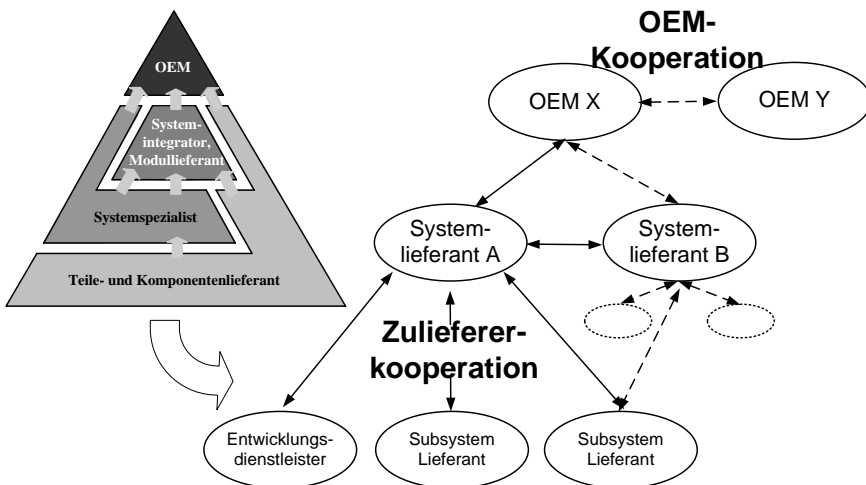 OEM
System-
integrator,
Modullieferant
Systemspezialist
Teile- und Komponentenlieferant
OEM-
Kooperation
OEM X
OEM Y
System-
lieferant A
System-
lieferant B
Zulieferer-
kooperation
Entwicklungs-
dienstleister
Subsystem
Lieferant
Subsystem
Lieferant